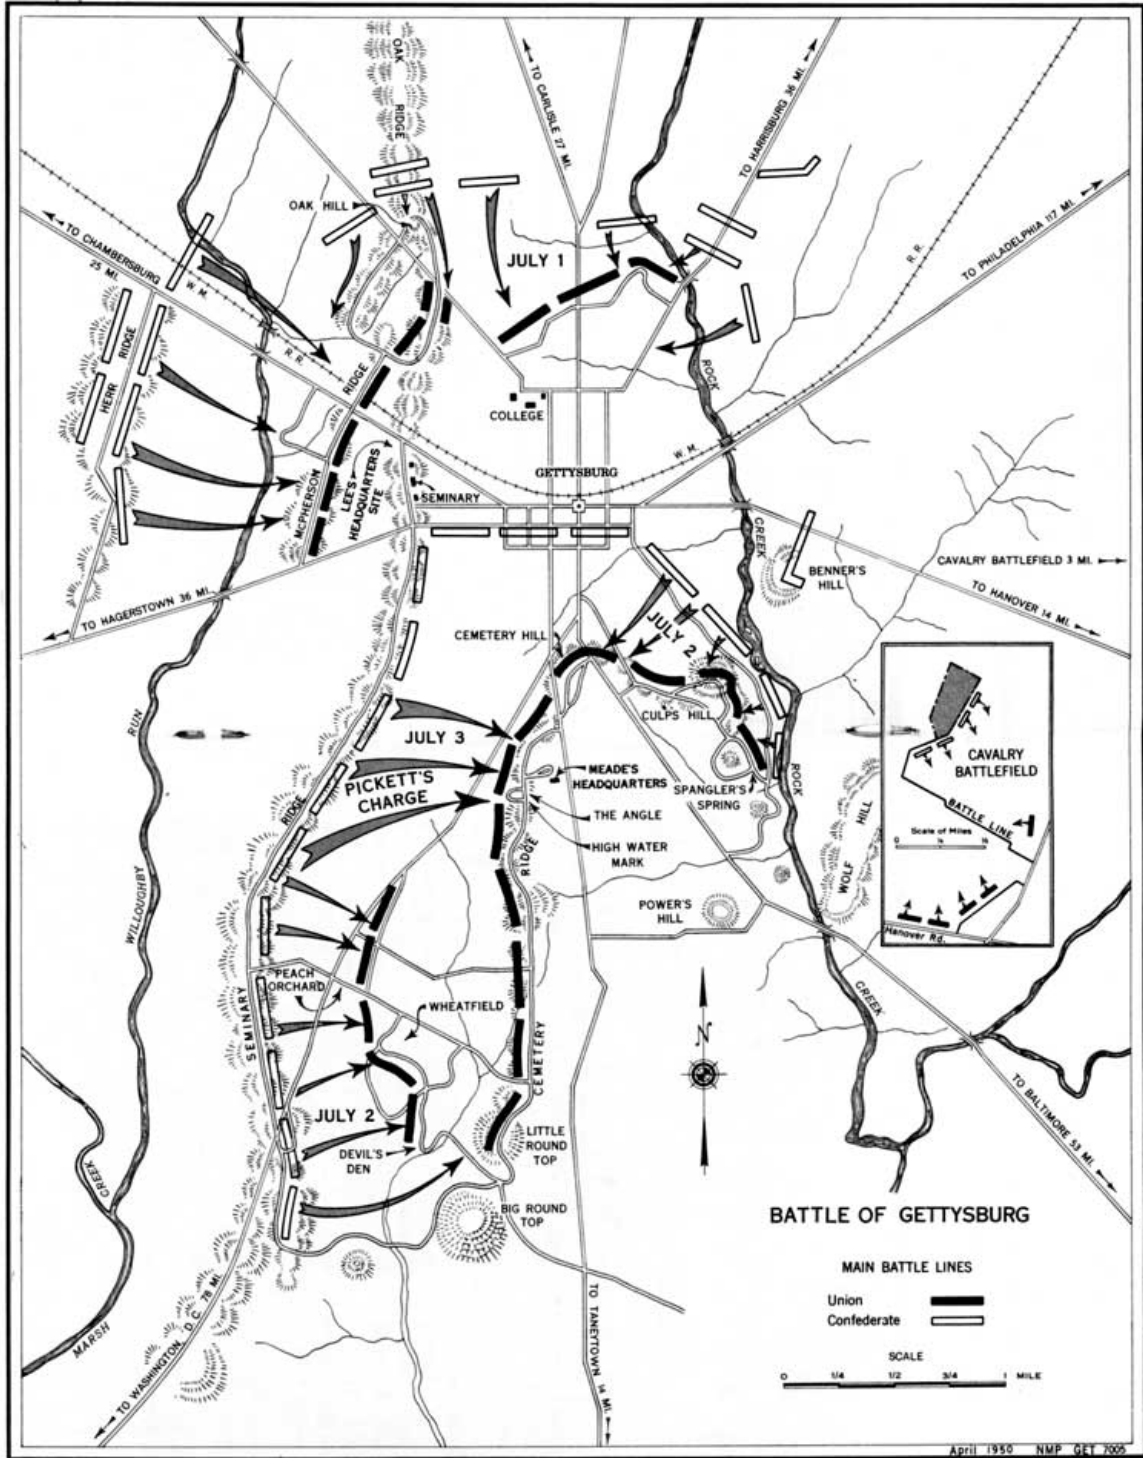 OAK
RIDGE
TO CARLISLE 27 MI.
TO HARRISBURG 36 MI.
OAK HILL
JULY 1
TO PHILADELPHIA 117 MI.
R. R.
TO CHAMBERSBURG
25 MI.
W. M.
R. R.
HERR
RIDGE
RIDGE
ROCK
COLLEGE
W. M.
GETTYSBURG
McPHERSON
LEE'S
HEADQUARTERS
SITE
SEMINARY
CREEK
BENNER'S
HILL
CAVALRY BATTLEFIELD 3 MI.
TO HANOVER 14 MI.
TO HAGERSTOWN 36 MI.
CEMETERY HILL
JULY 2
CULPS HILL
RUN
JULY 3
PICKETT'S
CHARGE
MEADE'S
HEADQUARTERS
SPANGLER'S
SPRING
ROCK
CAVALRY
BATTLEFIELD
BATTLE LINE
Scale of Miles
0 ¼ ½
Hanover Rd.
RIDGE
THE ANGLE
HIGH WATER
MARK
RIDGE
WOLF
HILL
WILLOUGHBY
POWER'S
HILL
PEACH
ORCHARD
WHEATFIELD
SEMINARY
CEMETERY
N
CREEK
TO BALTIMORE 53 MI.
JULY 2
DEVIL'S
DEN
LITTLE
ROUND
TOP
BIG ROUND
TOP
CREEK
MARSH
TO WASHINGTON, D. C. 78 MI.
TO TANEYTOWN 14 MI.
BATTLE OF GETTYSBURG
MAIN BATTLE LINES
Union
Confederate
SCALE
0 1/4 1/2 3/4 1 MILE
April 1950 NMP GET 7005